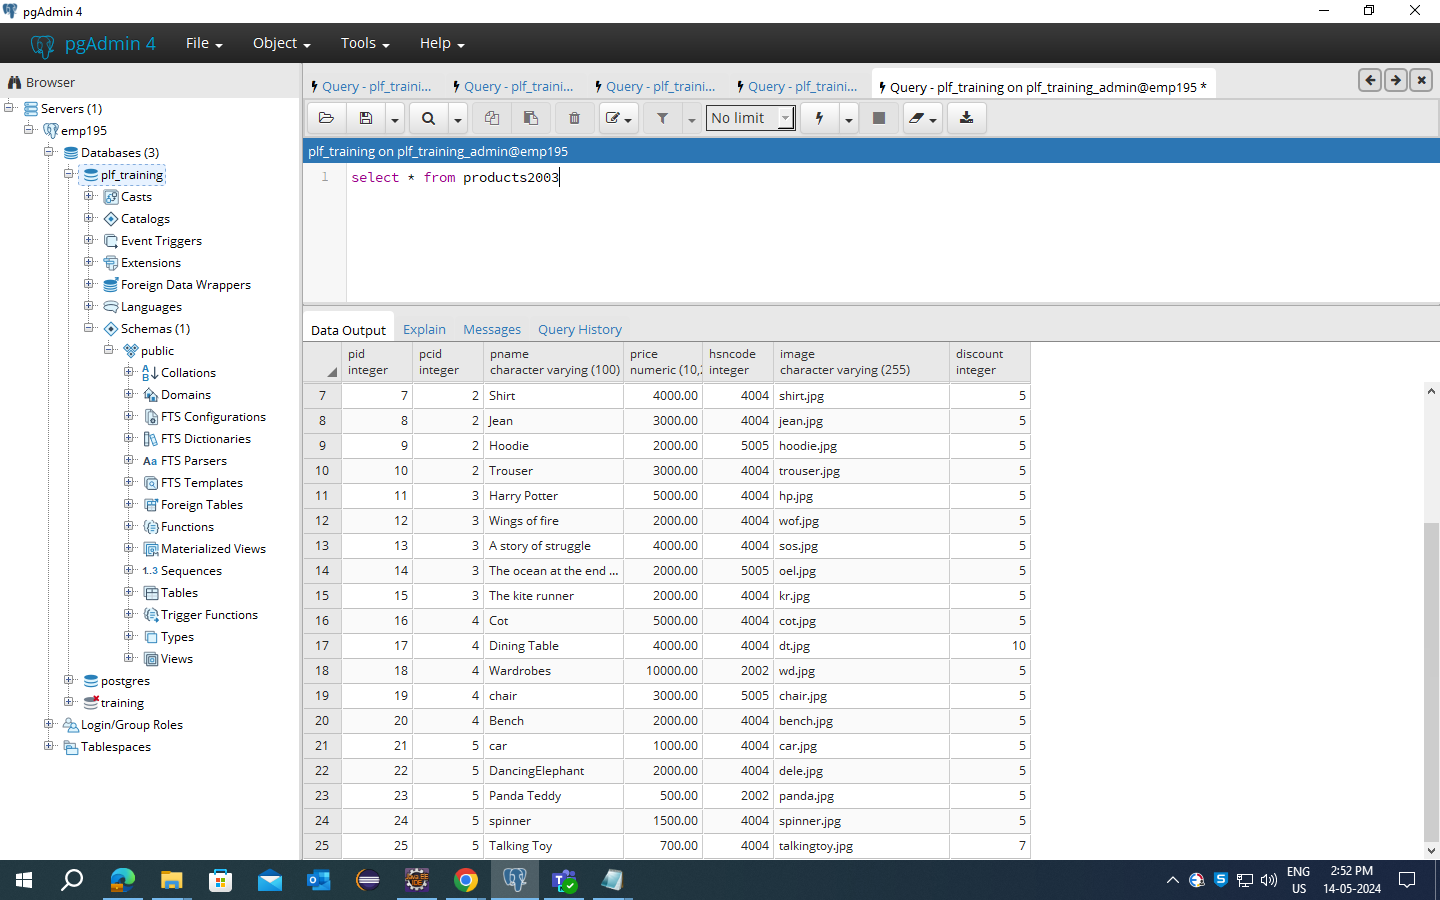 pgAdmin 4
pgAdmin 4 File Object Tools Help
Browser
Servers (1)
emp195
Databases (3)
plf_training
Casts
Catalogs
Event Triggers
Extensions
Foreign Data Wrappers
Languages
Schemas (1)
public
Collations
Domains
FTS Configurations
FTS Dictionaries
Aa FTS Parsers
FTS Templates
Foreign Tables
Functions
Materialized Views
1..3 Sequences
Tables
Trigger Functions
Types
Views
postgres
training
Login/Group Roles
Tablespaces
Query - plf_traini... Query - plf_traini... Query - plf_traini... Query - plf_traini... Query - plf_training on plf_training_admin@emp195 *
No limit
plf_training on plf_training_admin@emp195
1 select * from products2003
Data Output Explain Messages Query History
pid pcid pname price hsncode image discount
integer integer character varying (100) numeric (10,2 integer character varying (255) integer
7 7 2 Shirt 4000.00 4004 shirt.jpg 5
8 8 2 Jean 3000.00 4004 jean.jpg 5
9 9 2 Hoodie 2000.00 5005 hoodie.jpg 5
10 10 2 Trouser 3000.00 4004 trouser.jpg 5
11 11 3 Harry Potter 5000.00 4004 hp.jpg 5
12 12 3 Wings of fire 2000.00 4004 wof.jpg 5
13 13 3 A story of struggle 4000.00 4004 sos.jpg 5
14 14 3 The ocean at the end ... 2000.00 5005 oel.jpg 5
15 15 3 The kite runner 2000.00 4004 kr.jpg 5
16 16 4 Cot 5000.00 4004 cot.jpg 5
17 17 4 Dining Table 4000.00 4004 dt.jpg 10
18 18 4 Wardrobes 10000.00 2002 wd.jpg 5
19 19 4 chair 3000.00 5005 chair.jpg 5
20 20 4 Bench 2000.00 4004 bench.jpg 5
21 21 5 car 1000.00 4004 car.jpg 5
22 22 5 DancingElephant 2000.00 4004 dele.jpg 5
23 23 5 Panda Teddy 500.00 2002 panda.jpg 5
24 24 5 spinner 1500.00 4004 spinner.jpg 5
25 25 5 Talking Toy 700.00 4004 talkingtoy.jpg 7
ENG 2:52 PM
US 14-05-2024